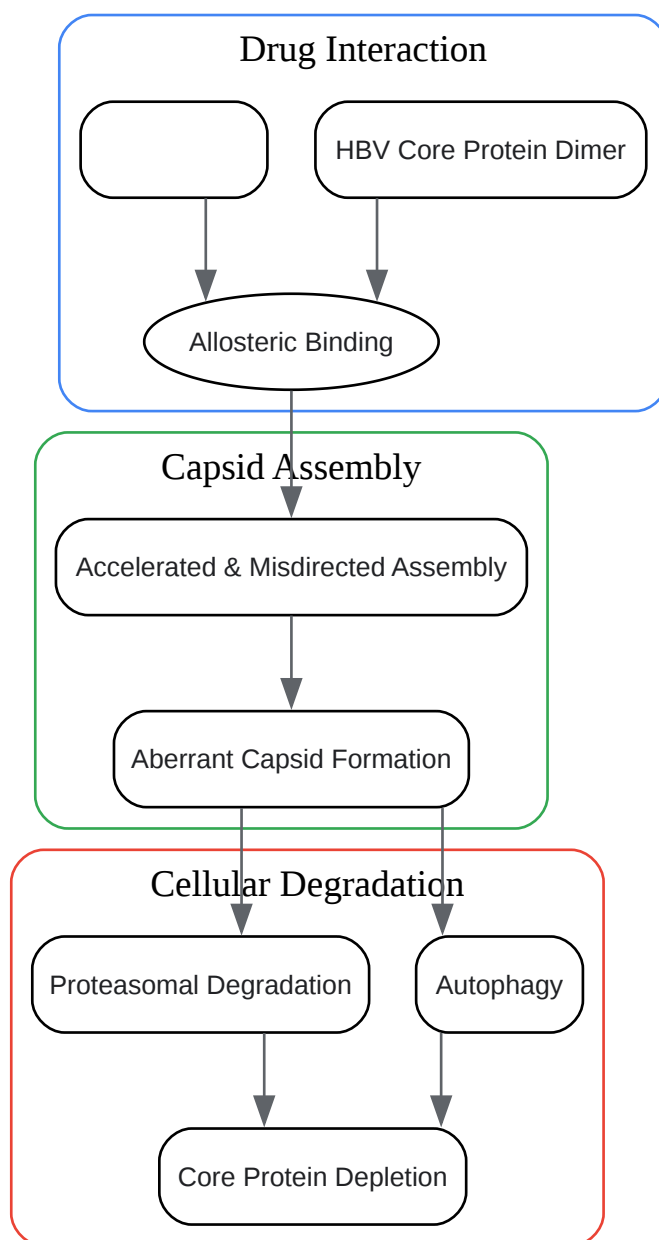 Drug Interaction
HBV Core Protein Dimer
Allosteric Binding
Capsid Assembly
Accelerated & Misdirected Assembly
Aberrant Capsid Formation
Cellular Degradation
Proteasomal Degradation
Autophagy
Core Protein Depletion